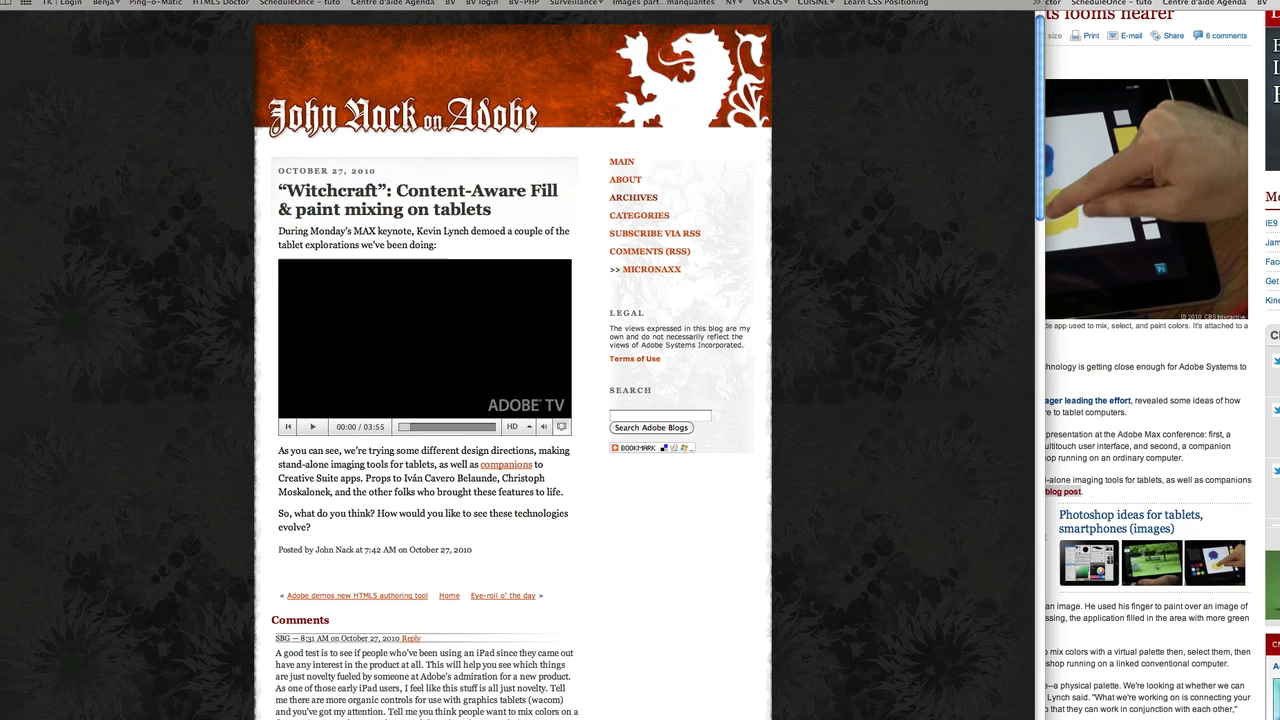 TK | Login Benja Ping-o-Matic HTML5 Doctor ScheduleOnce - tuto Centre d'aide Agenda BV BV login BV-PHP Surveillance Images part...manquantes NY VISA US CUISINE Learn CSS Positioning
ScheduleOnce - tuto Centre d'aide Agenda BV
John Nack on Adobe
OCTOBER 27, 2010
“Witchcraft”: Content-Aware Fill
& paint mixing on tablets
During Monday’s MAX keynote, Kevin Lynch demoed a couple of the
tablet explorations we’ve been doing:
ADOBE TV
00:00 / 03:55 HD
As you can see, we’re trying some different design directions, making
stand-alone imaging tools for tablets, as well as companions to
Creative Suite apps. Props to Iván Cavero Belaunde, Christoph
Moskalonek, and the other folks who brought these features to life.
So, what do you think? How would you like to see these technologies
evolve?
Posted by John Nack at 7:42 AM on October 27, 2010
« Adobe demos new HTML5 authoring tool Home Eye-roll o’ the day »
Comments
SBG — 8:31 AM on October 27, 2010 Reply
A good test is to see if people who’ve been using an iPad since they came out
have any interest in the product at all. This will help you see which things
are just novelty fueled by someone at Adobe’s admiration for a new product.
As one of those early iPad users, I feel like this stuff is all just novelty. Tell
me there are more organic controls for use with graphics tablets (wacom)
and you’ve got my attention. Tell me you think people want to mix colors on a
MAIN
ABOUT
ARCHIVES
CATEGORIES
SUBSCRIBE VIA RSS
COMMENTS (RSS)
>> MICRONAXX
LEGAL
The views expressed in this blog are my
own and do not necessarily reflect the
views of Adobe Systems Incorporated.
Terms of Use
SEARCH
Search Adobe Blogs
BOOKMARK
ts looms nearer
size Print E-mail Share 6 comments
Ps
© 2010 CBS Interactive
te app used to mix, select, and paint colors. It's attached to a
hnology is getting close enough for Adobe Systems to
ager leading the effort, revealed some ideas of how
re to tablet computers.
presentation at the Adobe Max conference: first, a
multitouch user interface, and second, a companion
hop running on an ordinary computer.
l-alone imaging tools for tablets, as well as companions
blog post.
Photoshop ideas for tablets,
smartphones (images)
an image. He used his finger to paint over an image of
ssing, the application filled in the area with more green
o mix colors with a virtual palette then, select them, then
shop running on a linked conventional computer.
e--a physical palette. We're looking at whether we can
Lynch said. "What we're working on is connecting your
o that they can work in conjunction with each other,"
Mo
IE9
Jam
Fac
Get
Kine